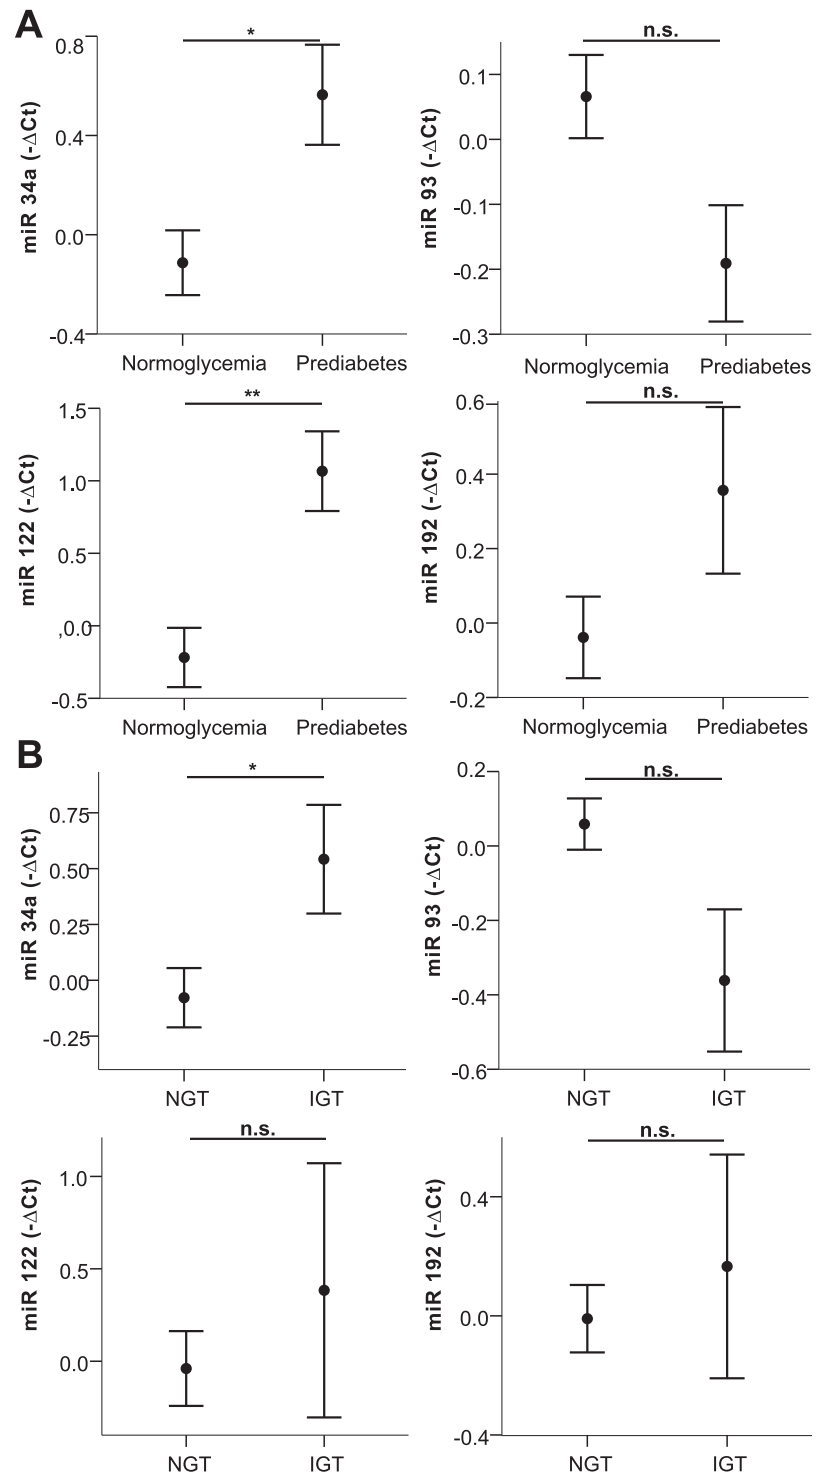 A
*
0.8
0.4
0.0
-0.4
miR 34a (-ΔCt)
Normoglycemia Prediabetes
n.s.
0.1
0.0
-0.1
-0.2
-0.3
miR 93 (-ΔCt)
Normoglycemia Prediabetes
**
1.5
1.0
0.5
,0.0
-0.5
miR 122 (-ΔCt)
Normoglycemia Prediabetes
n.s.
0.6
0.4
0.2
0.0
-0.2
miR 192 (-ΔCt)
Normoglycemia Prediabetes
B
*
0.75
0.50
0.25
0.00
-0.25
miR 34a (-ΔCt)
NGT IGT
n.s.
0.2
0.0
-0.2
-0.4
-0.6
miR 93 (-ΔCt)
NGT IGT
n.s.
1.0
0.5
0.0
miR 122 (-ΔCt)
NGT IGT
n.s.
0.4
0.0
-0.4
miR 192 (-ΔCt)
NGT IGT